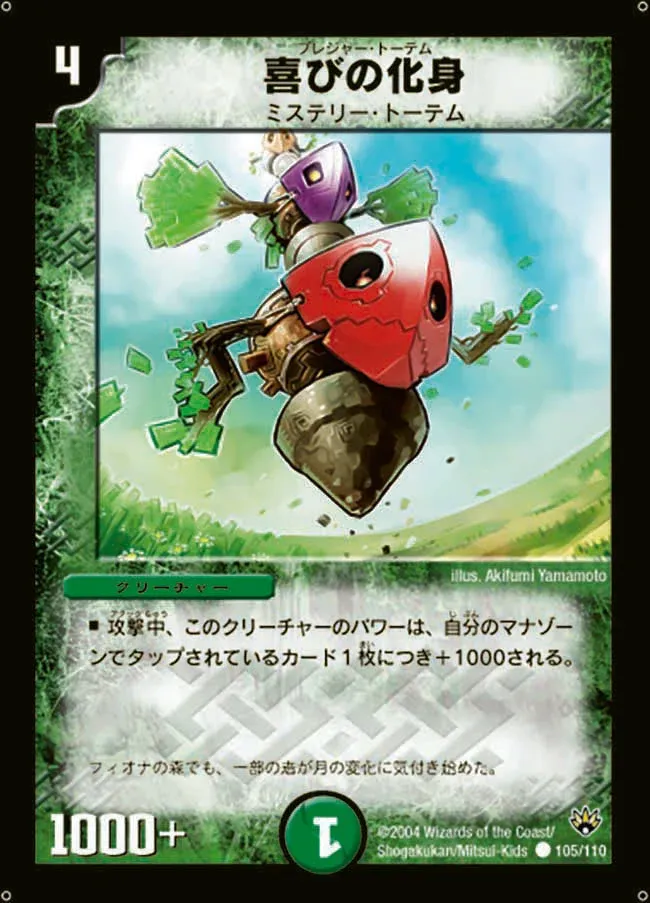 4
プレジャー・トーテム
喜びの化身
ミステリー・トーテム
illus. Akifumi Yamamoto
クリーチャー
■ 攻撃中、このクリーチャーのパワーは、自分のマナゾー
ンでタップされているカード1枚につき+1000される。
フィオナの森でも、一部の者が月の変化に気付き始めた。
1000+
1
©2004 Wizards of the Coast/
Shogakukan/Mitsui-Kids
105/110